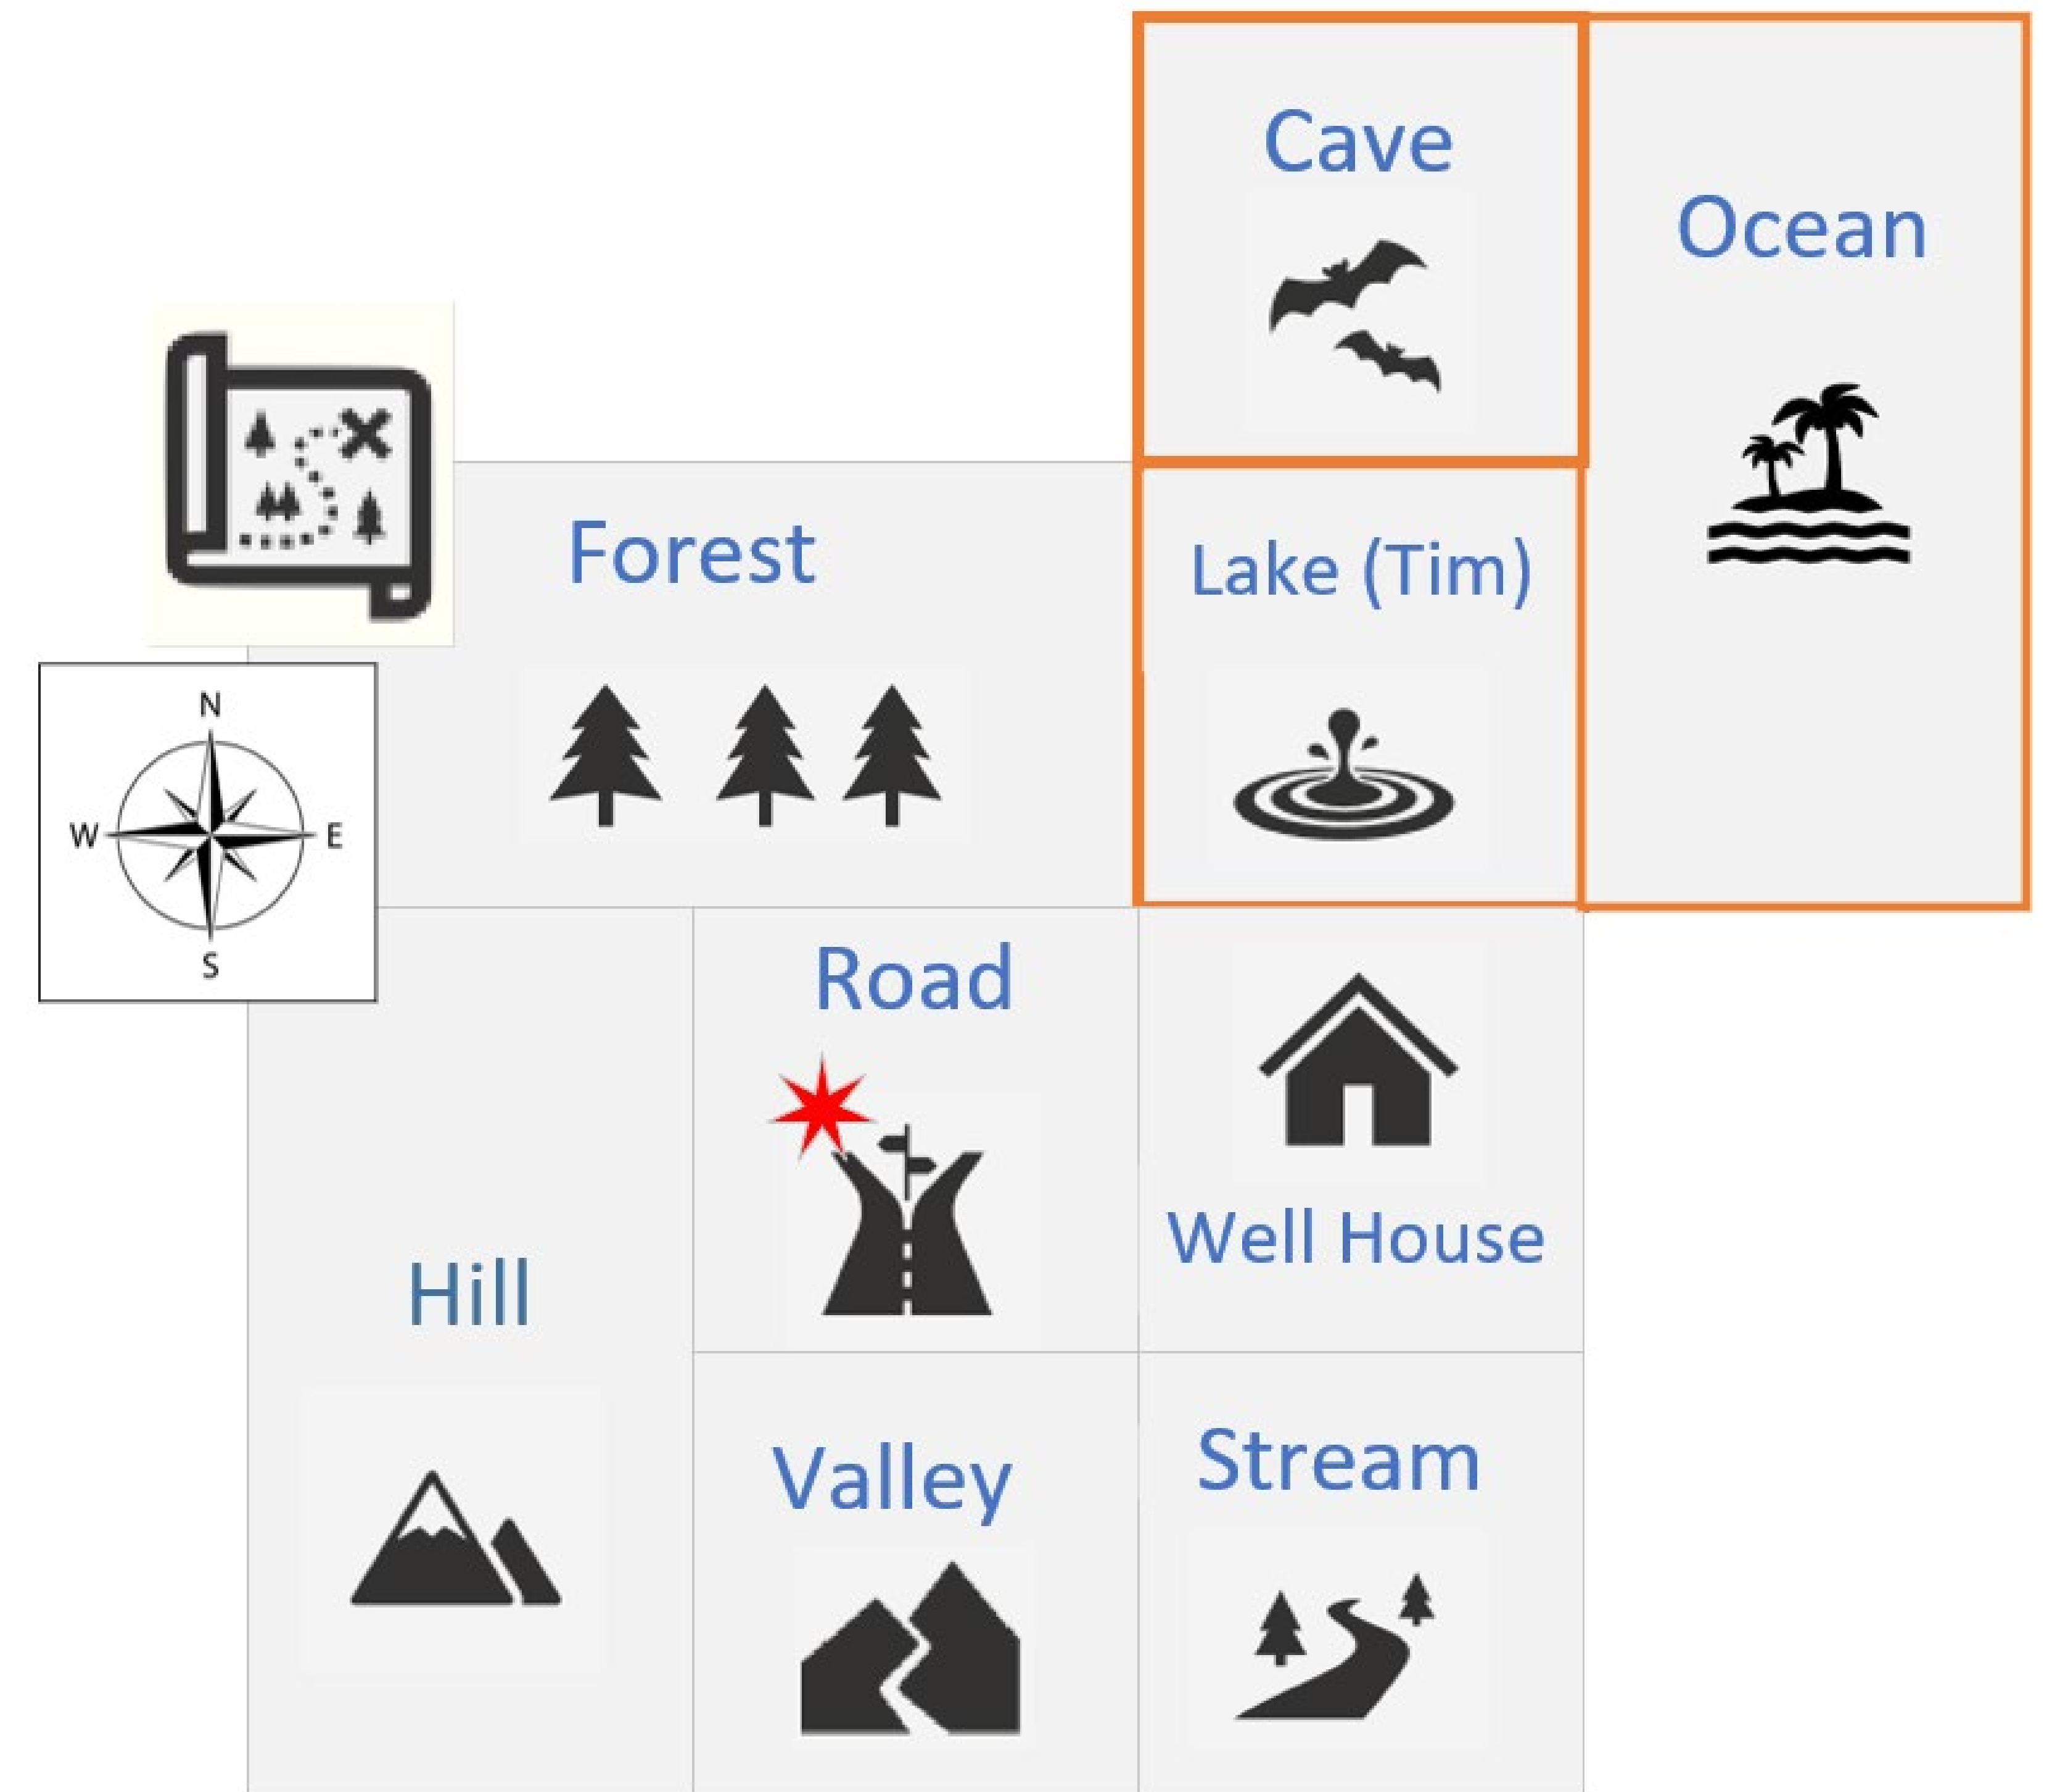 Cave
Ocean
Forest
Lake (Tim)
N
W
E
S
Road
Well House
Hill
Valley
Stream